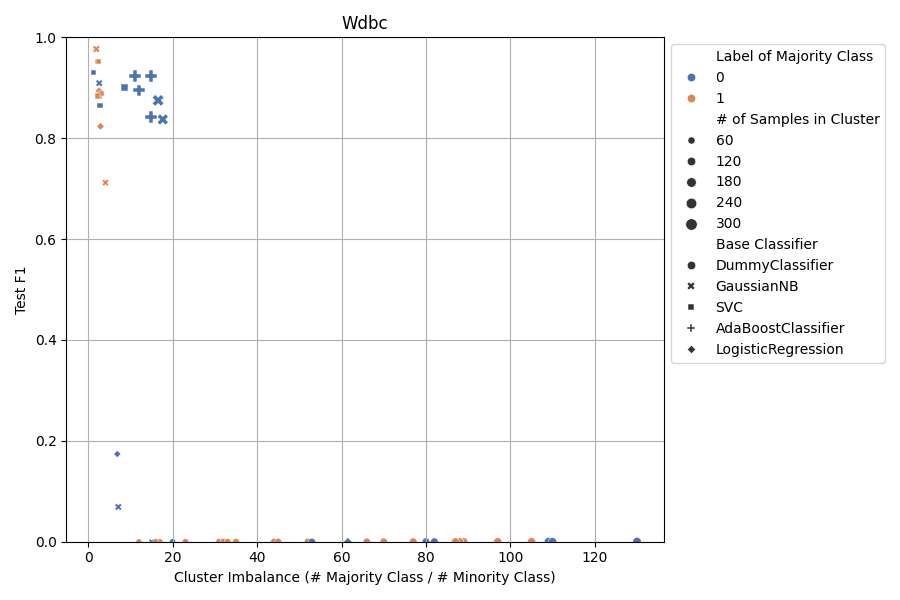 Wdbc
1.0
0.8
0.6
0.4
0.2
0.0
Test F1
0 20 40 60 80 100 120
Cluster Imbalance (# Majority Class / # Minority Class)
Label of Majority Class
0
1
# of Samples in Cluster
60
120
180
240
300
Base Classifier
DummyClassifier
GaussianNB
SVC
AdaBoostClassifier
LogisticRegression